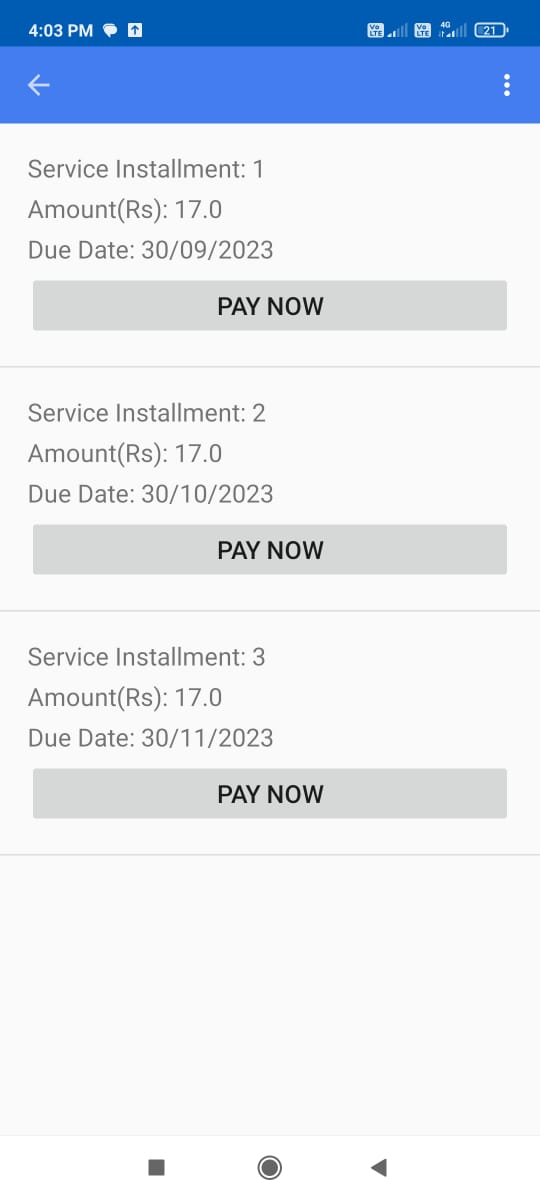 4:03 PM
Vo LTE Vo LTE 4G 21
Service Installment: 1
Amount(Rs): 17.0
Due Date: 30/09/2023
PAY NOW
Service Installment: 2
Amount(Rs): 17.0
Due Date: 30/10/2023
PAY NOW
Service Installment: 3
Amount(Rs): 17.0
Due Date: 30/11/2023
PAY NOW